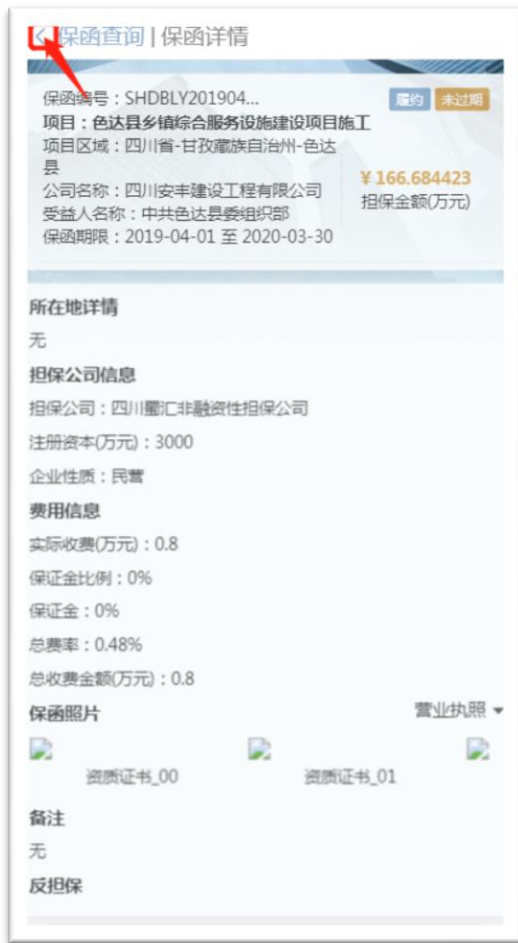 < 保函查询 | 保函详情
保函编号：SHDBLY201904...
履约 未过期
项目：色达县乡镇综合服务设施建设项目施工
项目区域：四川省-甘孜藏族自治州-色达
县
¥ 166.684423
公司名称：四川安丰建设工程有限公司
担保金额(万元)
受益人名称：中共色达县委组织部
保函期限：2019-04-01 至 2020-03-30
所在地详情
无
担保公司信息
担保公司：四川蜀汇非融资性担保公司
注册资本(万元)：3000
企业性质：民营
费用信息
实际收费(万元)：0.8
保证金比例：0%
保证金：0%
总费率：0.48%
总收费金额(万元)：0.8
保函照片
营业执照
资质证书_00
资质证书_01
备注
无
反担保